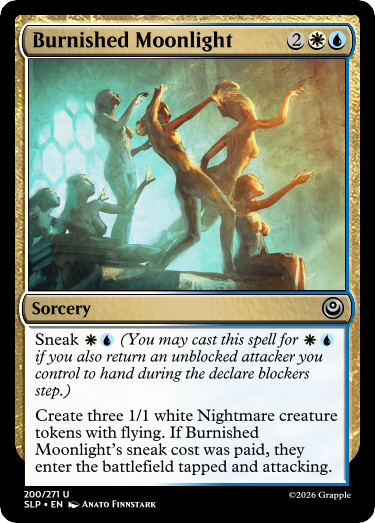 Burnished Moonlight 2
Sorcery
Sneak (You may cast this spell for
if you also return an unblocked attacker you
control to hand during the declare blockers
step.)
Create three 1/1 white Nightmare creature
tokens with flying. If Burnished
Moonlight's sneak cost was paid, they
enter the battlefield tapped and attacking.
200/271 U
SLP • EN Anato Finnstark
©2026 Grapple